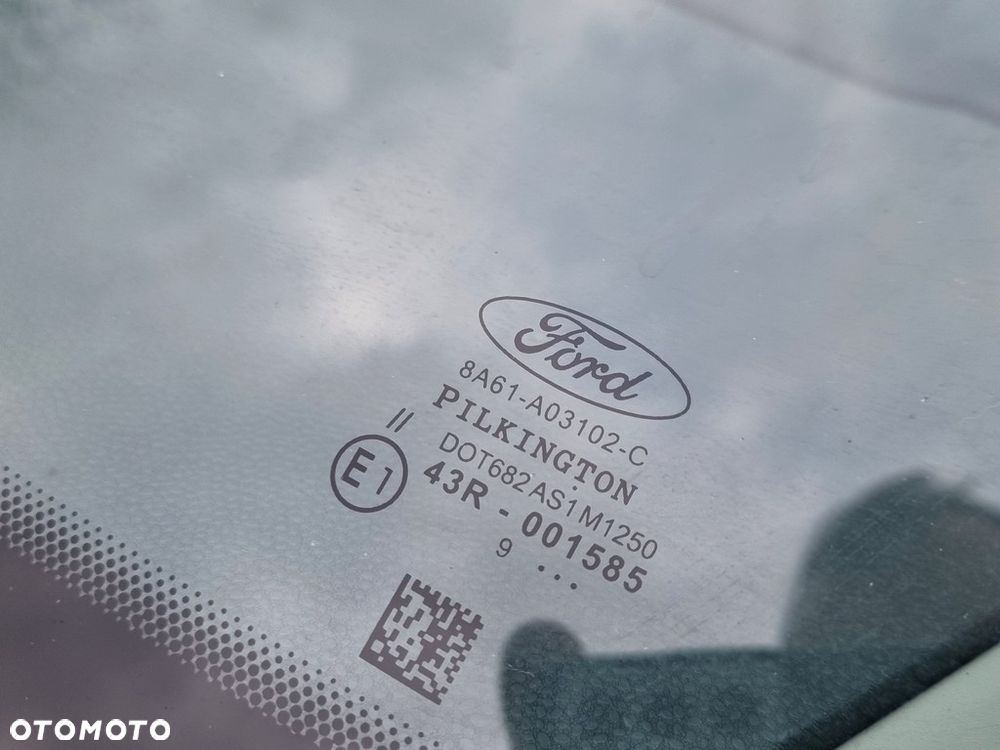 Ford
8A61-A03102-C
PILKINGTON
II
DOT682 AS1 M1250
E1
43R - 001585
9 ...
OTOMOTO